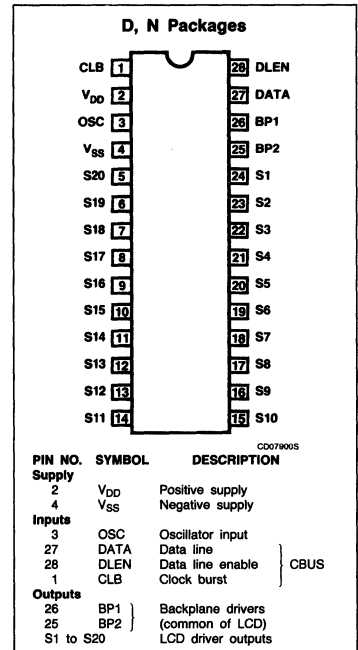 D, N Packages
CLB 1 28 DLEN
VDD 2 27 DATA
OSC 3 26 BP1
VSS 4 25 BP2
S20 5 24 S1
S19 6 23 S2
S18 7 22 S3
S17 8 21 S4
S16 9 20 S5
S15 10 19 S6
S14 11 18 S7
S13 12 17 S8
S12 13 16 S9
S11 14 15 S10
CD07900S
PIN NO. SYMBOL DESCRIPTION
Supply
2 VDD Positive supply
4 VSS Negative supply
Inputs
3 OSC Oscillator input
27 DATA Data line
28 DLEN Data line enable CBUS
1 CLB Clock burst
Outputs
26 BP1 Backplane drivers
25 BP2 (common of LCD)
S1 to S20 LCD driver outputs